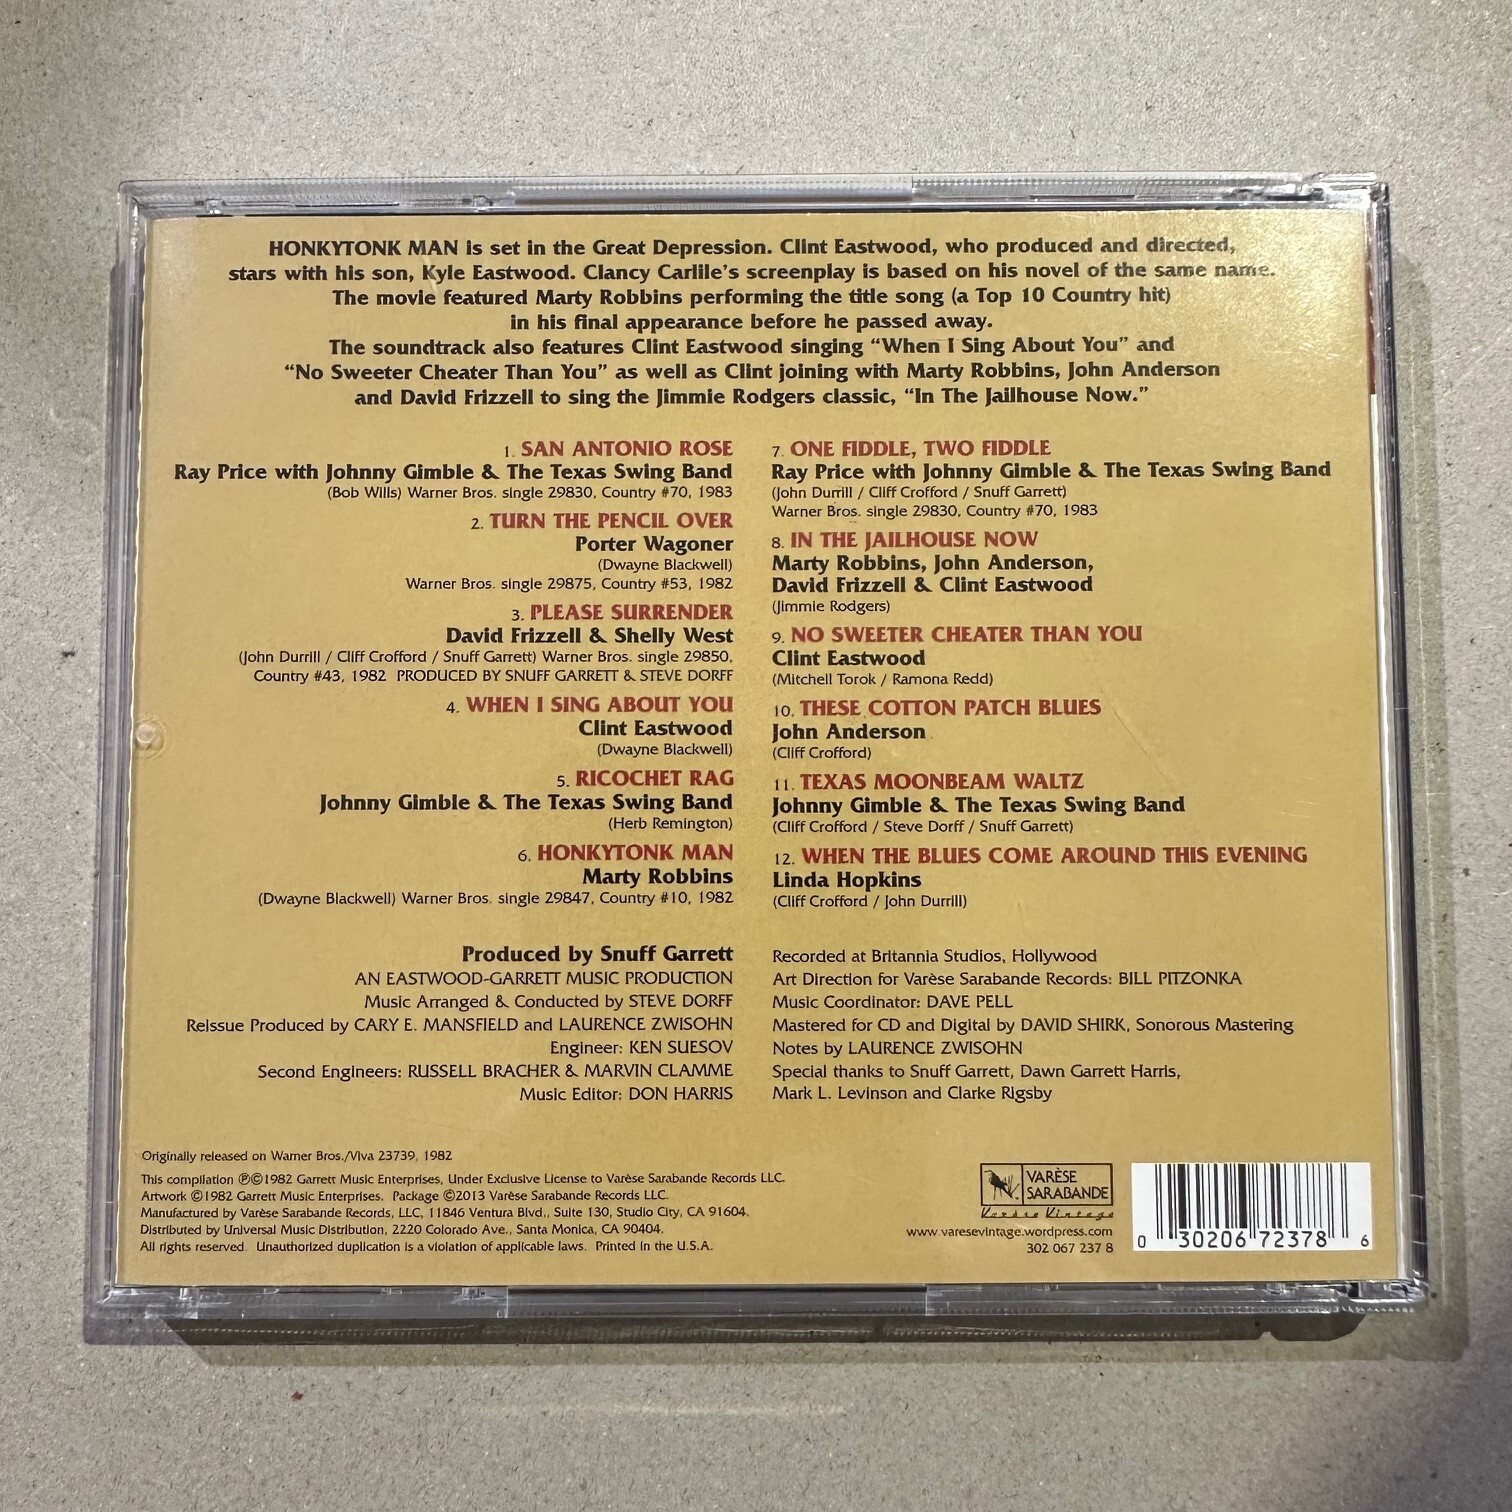 HONKYTONK MAN is set in the Great Depression. Clint Eastwood, who produced and directed,
stars with his son, Kyle Eastwood. Clancy Carlile's screenplay is based on his novel of the same name.
The movie featured Marty Robbins performing the title song (a Top 10 Country hit)
in his final appearance before he passed away.
The soundtrack also features Clint Eastwood singing “When I Sing About You” and
“No Sweeter Cheater Than You” as well as Clint joining with Marty Robbins, John Anderson
and David Frizzell to sing the Jimmie Rodgers classic, “In The Jailhouse Now.”
1. SAN ANTONIO ROSE
Ray Price with Johnny Gimble & The Texas Swing Band
(Bob Wills) Warner Bros. single 29830, Country #70, 1983
2. TURN THE PENCIL OVER
Porter Wagoner
(Dwayne Blackwell)
Warner Bros. single 29875, Country #53, 1982
3. PLEASE SURRENDER
David Frizzell & Shelly West
(John Durrill / Cliff Crofford / Snuff Garrett) Warner Bros. single 29850,
Country #43, 1982 PRODUCED BY SNUFF GARRETT & STEVE DORFF
4. WHEN I SING ABOUT YOU
Clint Eastwood
(Dwayne Blackwell)
5. RICOCHET RAG
Johnny Gimble & The Texas Swing Band
(Herb Remington)
6. HONKYTONK MAN
Marty Robbins
(Dwayne Blackwell) Warner Bros. single 29847, Country #10, 1982
7. ONE FIDDLE, TWO FIDDLE
Ray Price with Johnny Gimble & The Texas Swing Band
(John Durrill / Cliff Crofford / Snuff Garrett)
Warner Bros. single 29830, Country #70, 1983
8. IN THE JAILHOUSE NOW
Marty Robbins, John Anderson,
David Frizzell & Clint Eastwood
(Jimmie Rodgers)
9. NO SWEETER CHEATER THAN YOU
Clint Eastwood
(Mitchell Torok / Ramona Redd)
10. THESE COTTON PATCH BLUES
John Anderson
(Cliff Crofford)
11. TEXAS MOONBEAM WALTZ
Johnny Gimble & The Texas Swing Band
(Cliff Crofford / Steve Dorff / Snuff Garrett)
12. WHEN THE BLUES COME AROUND THIS EVENING
Linda Hopkins
(Cliff Crofford / John Durrill)
Produced by Snuff Garrett
AN EASTWOOD-GARRETT MUSIC PRODUCTION
Music Arranged & Conducted by STEVE DORFF
Reissue Produced by CARY E. MANSFIELD and LAURENCE ZWISOHN
Engineer: KEN SUESOV
Second Engineers: RUSSELL BRACHER & MARVIN CLAMME
Music Editor: DON HARRIS
Recorded at Britannia Studios, Hollywood
Art Direction for Varèse Sarabande Records: BILL PITZONKA
Music Coordinator: DAVE PELL
Mastered for CD and Digital by DAVID SHIRK, Sonorous Mastering
Notes by LAURENCE ZWISOHN
Special thanks to Snuff Garrett, Dawn Garrett Harris,
Mark L. Levinson and Clarke Rigsby
Originally released on Warner Bros./Viva 23739, 1982
This compilation ℗©1982 Garrett Music Enterprises, Under Exclusive License to Varèse Sarabande Records LLC.
Artwork ©1982 Garrett Music Enterprises. Package ©2013 Varèse Sarabande Records LLC.
Manufactured by Varèse Sarabande Records, LLC, 11846 Ventura Blvd., Suite 130, Studio City, CA 91604.
Distributed by Universal Music Distribution, 2220 Colorado Ave., Santa Monica, CA 90404.
All rights reserved. Unauthorized duplication is a violation of applicable laws. Printed in the U.S.A.
VARÈSE
SARABANDE
Varèse Vintage
www.varesevintage.wordpress.com
302 067 237 8
0 30206 72378 6